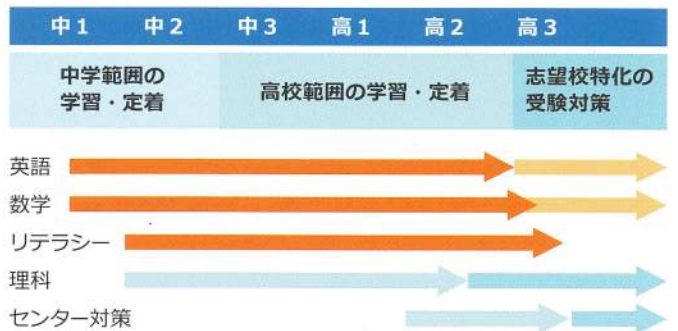 中1 中2 中3 高1 高2 高3
中学範囲の
学習・定着
高校範囲の学習・定着
志望校特化の
受験対策
英語
数学
リテラシー
理科
センター対策